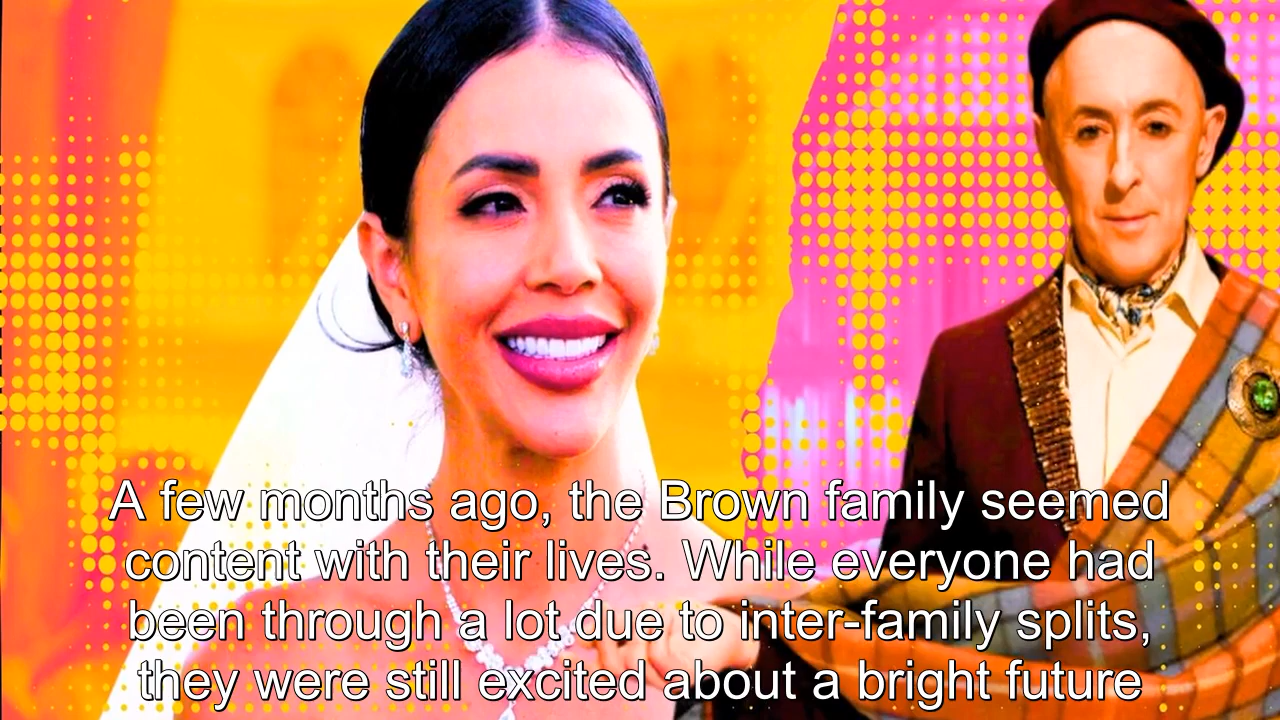 A few months ago, the Brown family seemed
content with their lives. While everyone had
been through a lot due to inter-family splits,
they were still excited about a bright future